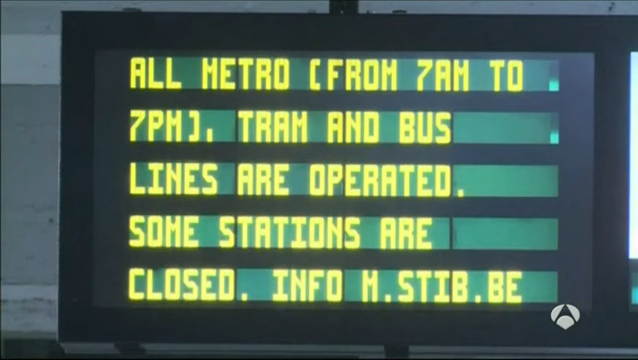 ALL METRO (FROM 7AM TO
7PM), TRAM AND BUS
LINES ARE OPERATED.
SOME STATIONS ARE
CLOSED. INFO M.STIB.BE